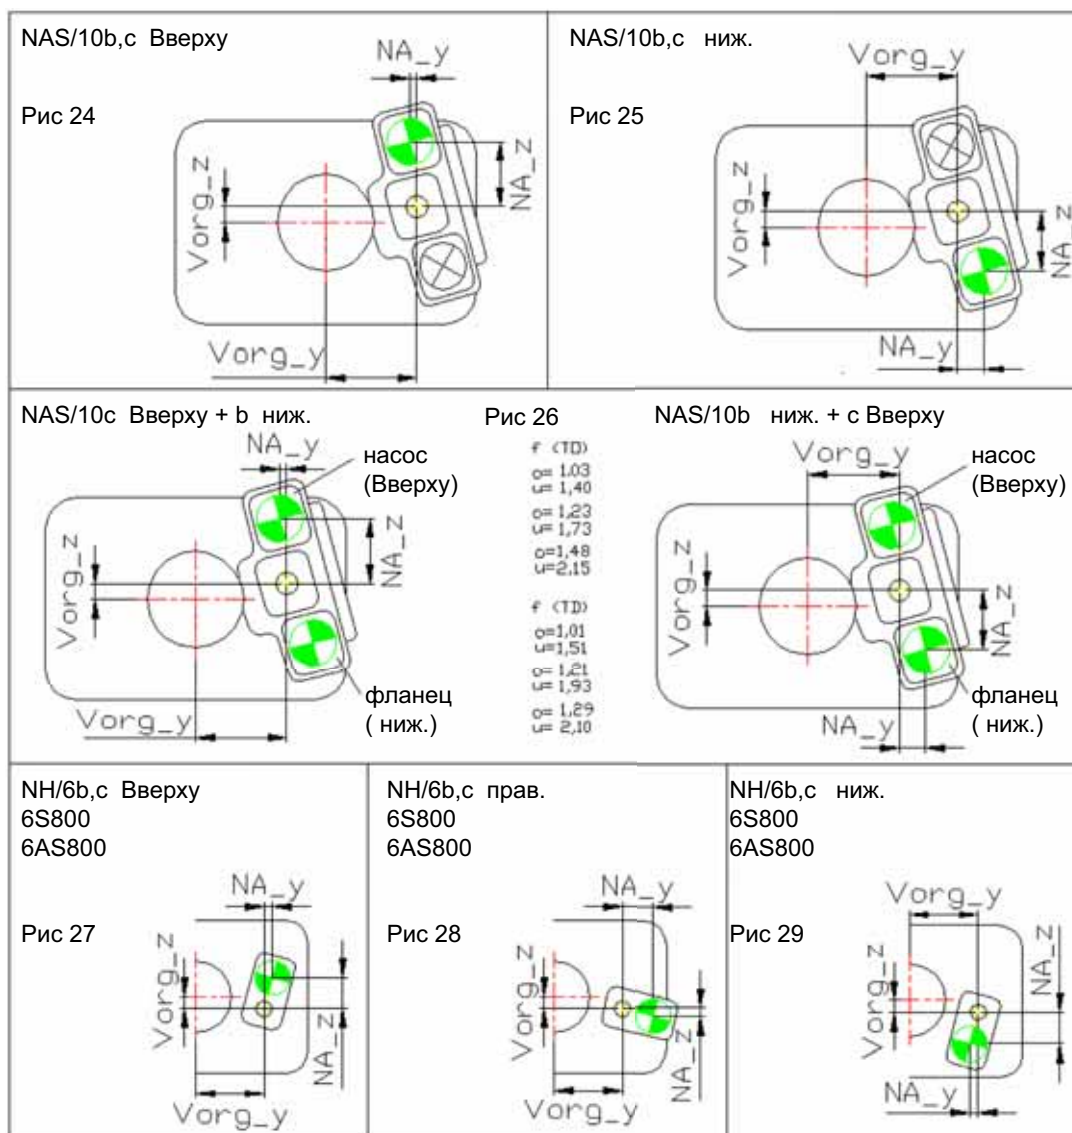 NAS/10b,c Вверху
NA_y
Рис 24
Vorg_z
NA_z
Vorg_y
NAS/10b,c ниж.
Vorg_y
Рис 25
Vorg_z
NA_z
NA_y
NAS/10c Вверху + b ниж.
NA_y
насос
(Вверху)
Vorg_z
NA_z
Vorg_y
фланец
( ниж.)
Рис 26
f (TD)
o= 1.03
u= 1,40
o= 1,23
u= 1,73
o=1,48
u=2,15
f (TD)
o=1,01
u=1,51
o= 1,21
u= 1,93
o= 1,29
u= 2,10
NAS/10b ниж. + c Вверху
Vorg_y
насос
(Вверху)
Vorg_z
NA_z
NA_y
фланец
( ниж.)
NH/6b,c Вверху
6S800
6AS800
NA_y
Рис 27
Vorg_z
NA_z
Vorg_y
NH/6b,c прав.
6S800
6AS800
NA_y
Рис 28
Vorg_z
NA_z
Vorg_y
NH/6b,c ниж.
6S800
6AS800
Vorg_y
Рис 29
Vorg_z
NA_z
NA_y